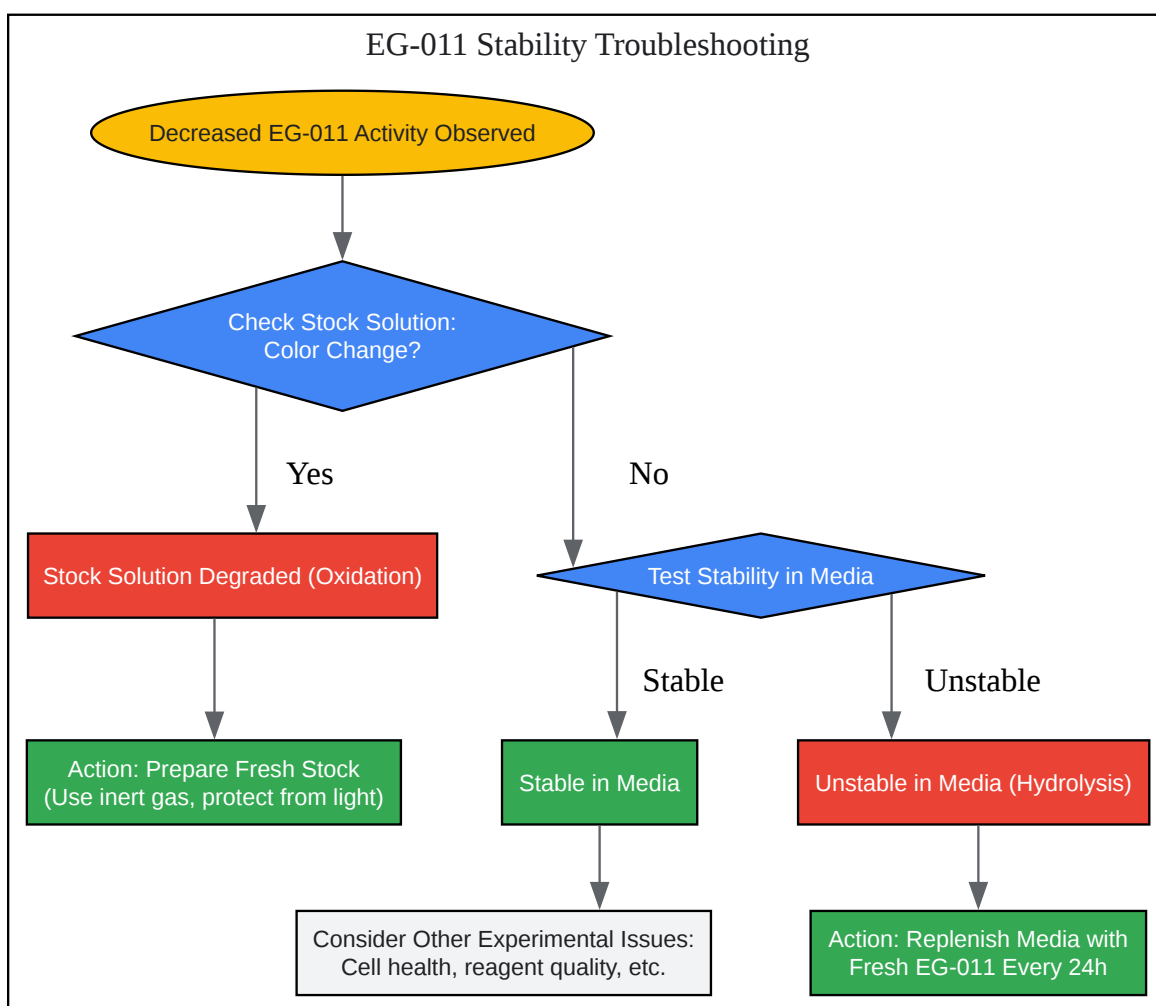 EG-011 Stability Troubleshooting
Decreased EG-011 Activity Observed
Check Stock Solution:
Color Change?
Yes
No
Stock Solution Degraded (Oxidation)
Test Stability in Media
Stable
Unstable
Action: Prepare Fresh Stock
(Use inert gas, protect from light)
Stable in Media
Unstable in Media (Hydrolysis)
Consider Other Experimental Issues:
Cell health, reagent quality, etc.
Action: Replenish Media with
Fresh EG-011 Every 24h